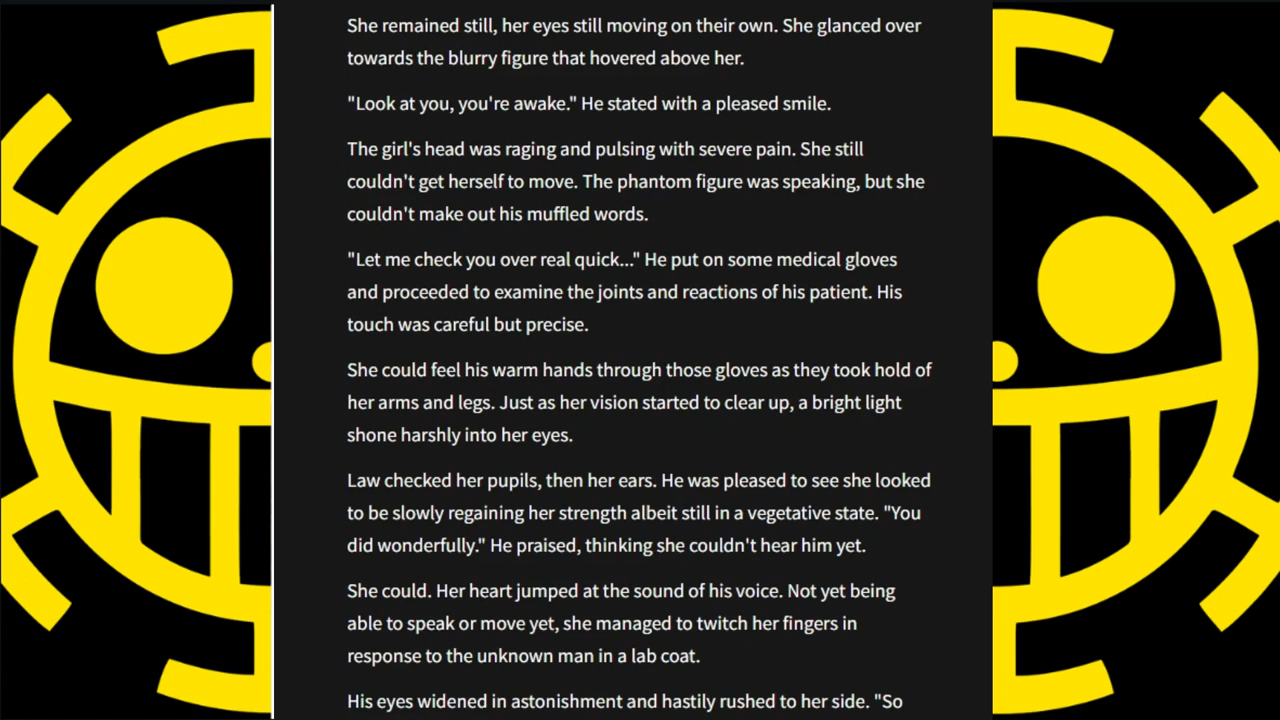 She remained still, her eyes still moving on their own. She glanced over
towards the blurry figure that hovered above her.
"Look at you, you're awake." He stated with a pleased smile.
The girl's head was raging and pulsing with severe pain. She still
couldn't get herself to move. The phantom figure was speaking, but she
couldn't make out his muffled words.
"Let me check you over real quick..." He put on some medical gloves
and proceeded to examine the joints and reactions of his patient. His
touch was careful but precise.
She could feel his warm hands through those gloves as they took hold of
her arms and legs. Just as her vision started to clear up, a bright light
shone harshly into her eyes.
Law checked her pupils, then her ears. He was pleased to see she looked
to be slowly regaining her strength albeit still in a vegetative state. "You
did wonderfully." He praised, thinking she couldn't hear him yet.
She could. Her heart jumped at the sound of his voice. Not yet being
able to speak or move yet, she managed to twitch her fingers in
response to the unknown man in a lab coat.
His eyes widened in astonishment and hastily rushed to her side. "So